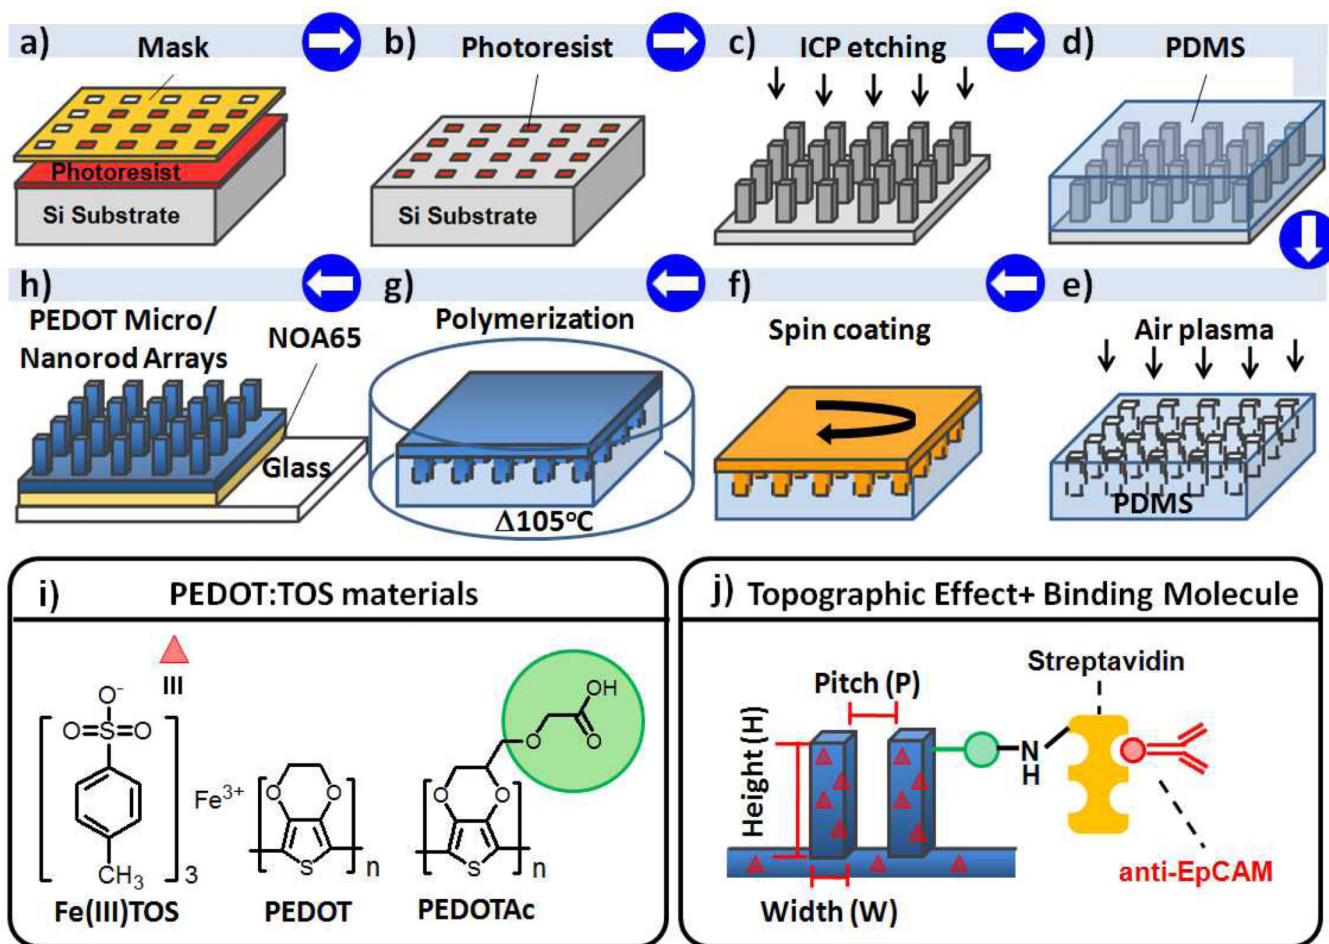 a)
Mask
Photoresist
Si Substrate
b)
Photoresist
Si Substrate
c)
ICP etching
d)
PDMS
h)
PEDOT Micro/
Nanorod Arrays
NOA65
Glass
g)
Polymerization
Δ105°C
f)
Spin coating
e)
Air plasma
PDMS
i)
PEDOT:TOS materials
III
O⁻
O=S=O
CH₃
3
Fe³⁺
Fe(III)TOS
O
O
S
n
PEDOT
OH
O
O
O
O
S
n
PEDOTAc
j)
Topographic Effect+ Binding Molecule
Streptavidin
Pitch (P)
Height (H)
N
H
anti-EpCAM
Width (W)